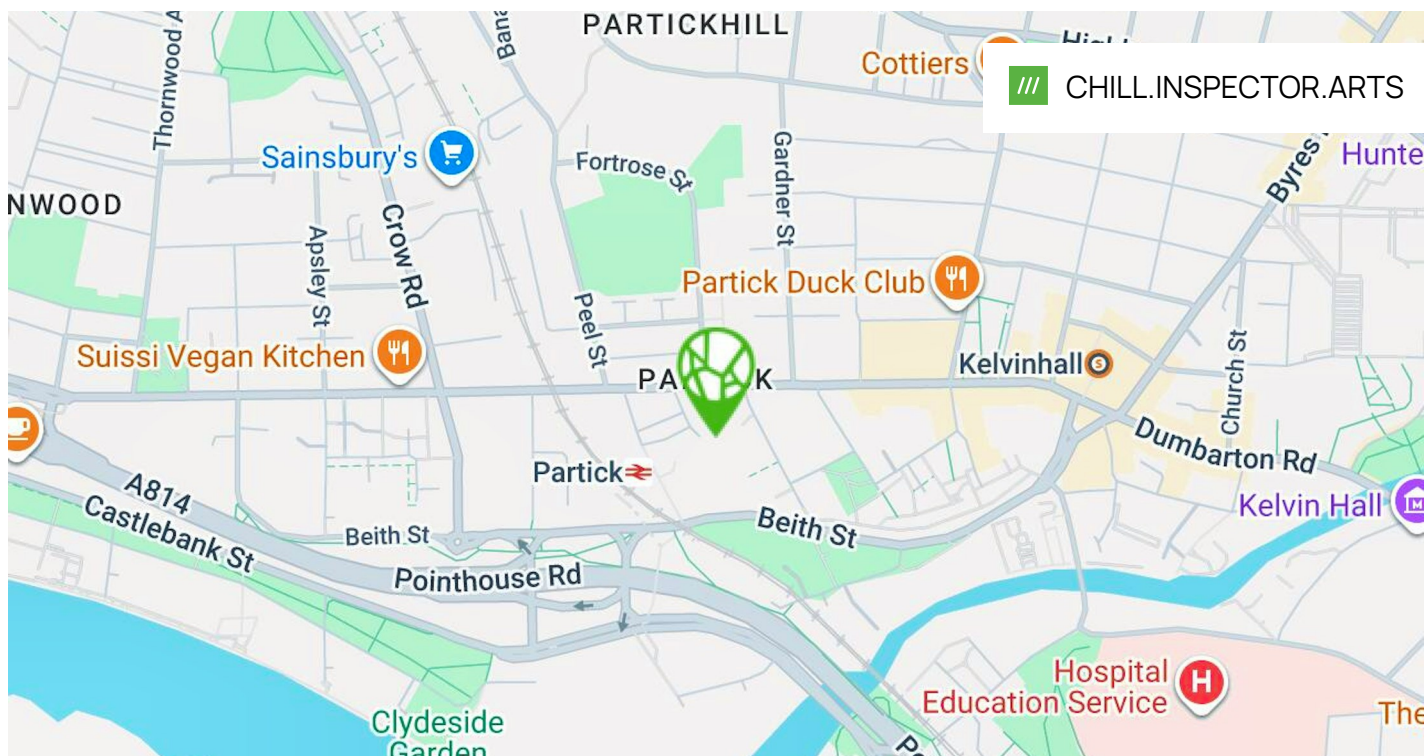 PARTICKHILL
Cottiers
/// CHILL.INSPECTOR.ARTS
Thornwood A
Sainsbury's
Fortrose St
Gardner St
Byres
Hunte
NWOOD
Apsley St
Crow Rd
Partick Duck Club
Peel St
Suissi Vegan Kitchen
Kelvinhall
S
Church St
Dumbarton Rd
Partick
A814
Castlebank St
Beith St
Beith St
Kelvin Hall
M
Pointhouse Rd
Hospital
Education Service
H
The
Clydeside
Garden